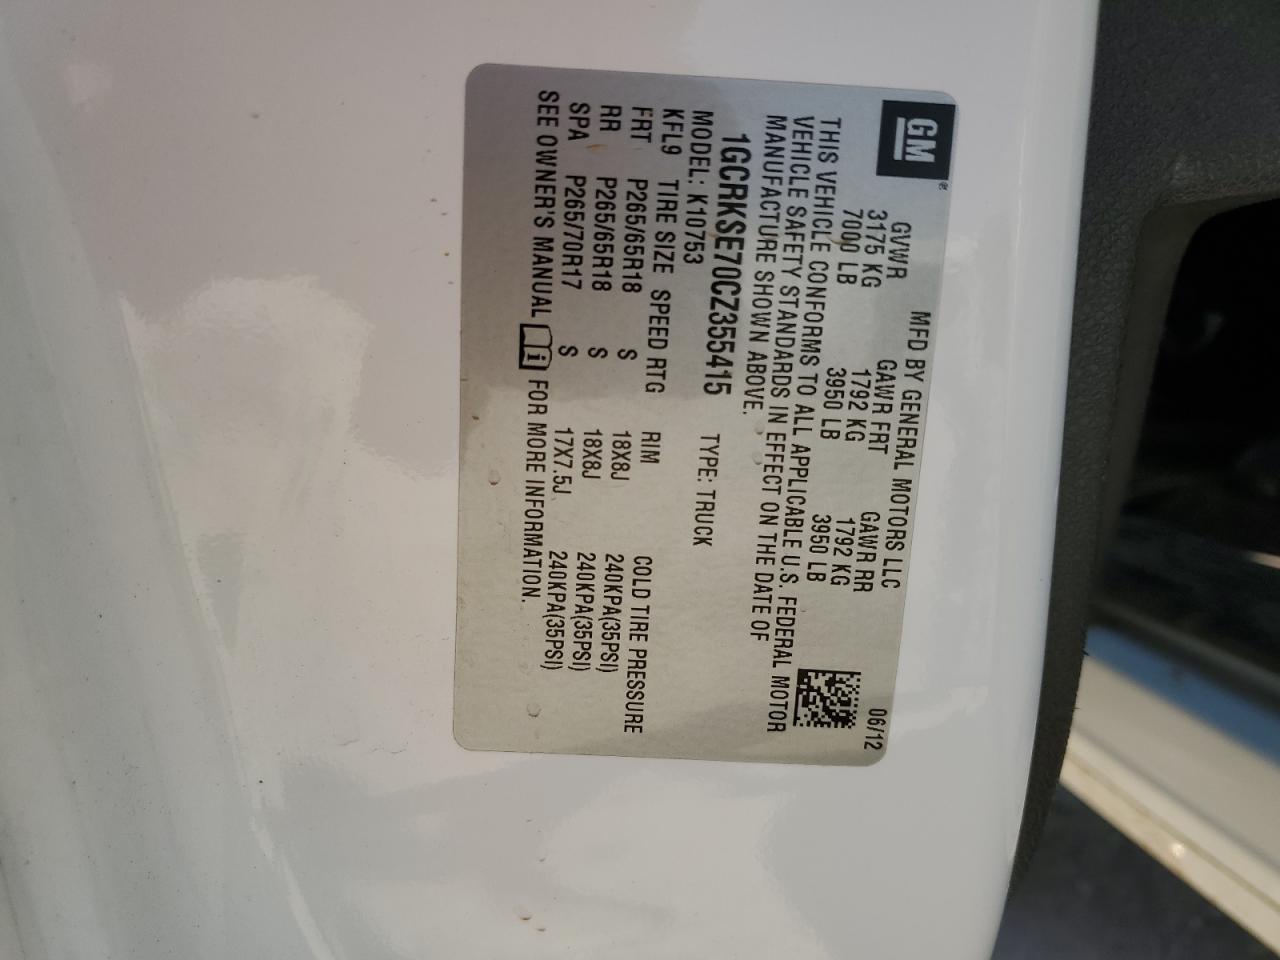 GM
MFD BY GENERAL MOTORS LLC 06/12
GVWR GAWR FRT GAWR RR
3175 KG 1792 KG 1792 KG
7000 LB 3950 LB 3950 LB
THIS VEHICLE CONFORMS TO ALL APPLICABLE U.S. FEDERAL MOTOR
VEHICLE SAFETY STANDARDS IN EFFECT ON THE DATE OF
MANUFACTURE SHOWN ABOVE.
1GCRKSE70CZ355415 TYPE: TRUCK
MODEL: K10753
KFL9 TIRE SIZE SPEED RTG RIM COLD TIRE PRESSURE
FRT P265/65R18 S 18X8J 240KPA(35PSI)
RR P265/65R18 S 18X8J 240KPA(35PSI)
SPA P265/70R17 S 17X7.5J 240KPA(35PSI)
SEE OWNER'S MANUAL i FOR MORE INFORMATION.